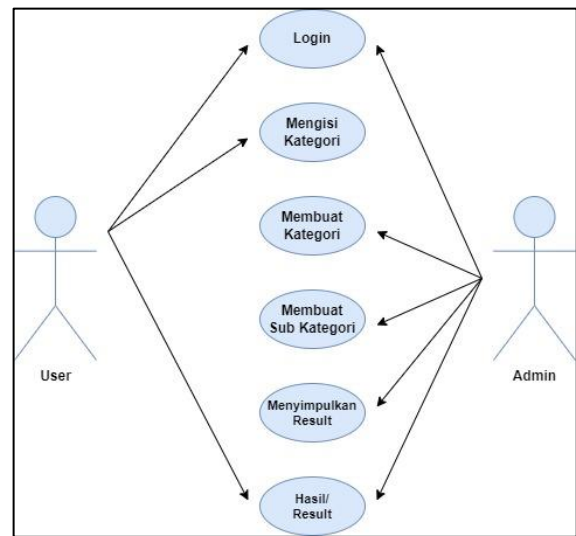 Login
Mengisi
Kategori
Membuat
Kategori
Membuat
Sub Kategori
User
Admin
Menyimpulkan
Result
Hasil/
Result